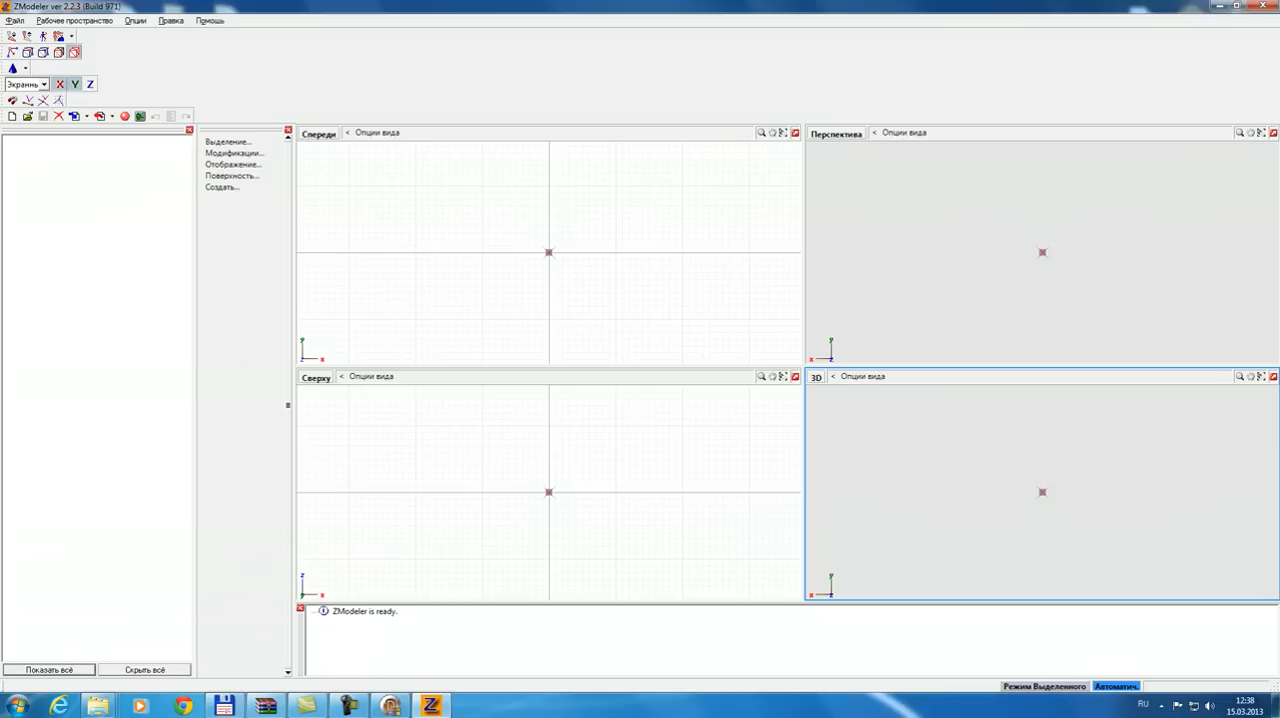 ZModeler ver 2.2.3 (Build 971)
Файл Рабочее пространство Опции Правка Помощь
X Y Z
Выделение...
Модификации...
Отображение...
Поверхность...
Создать...
Спереди < Опции вида
Перспектива < Опции вида
Сверху < Опции вида
3D < Опции вида
ZModeler is ready.
Показать всё Скрыть всё
Режим Выделенного Автоматич.
RU 12:38
15.03.2013